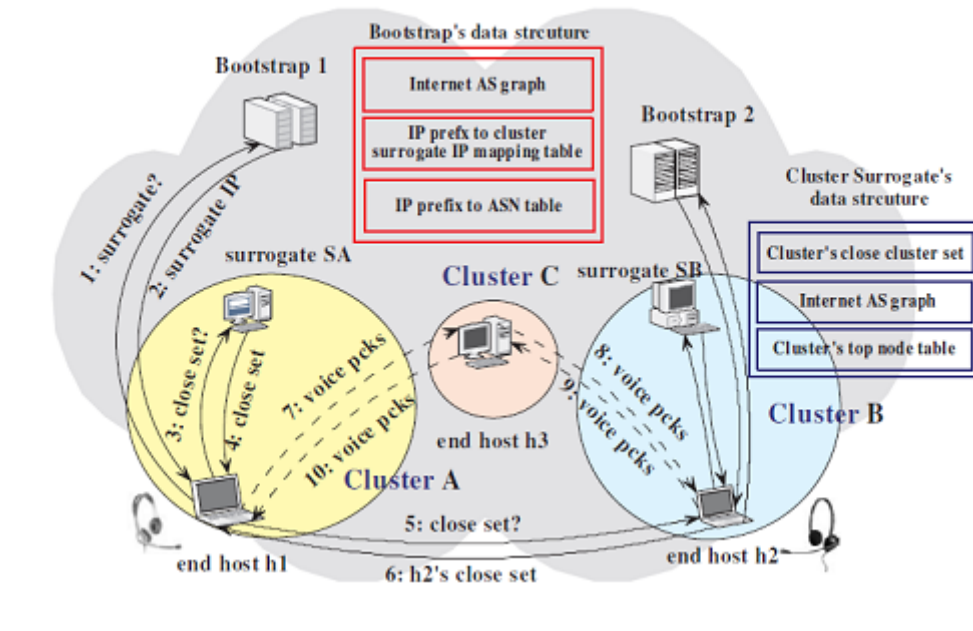 Bootstrap's data strcuture
Bootstrap 1
Internet AS graph
IP prefx to cluster
surrogate IP mapping table
IP prefix to ASN table
Bootstrap 2
Cluster Surrogate's
data strcuture
Cluster's close cluster set
Internet AS graph
Cluster's top node table
1: surrogate?
2: surrogate IP
surrogate SA
Cluster C
surrogate SB
3: close set?
4: close set
7: voice pcks
10: voice pcks
8: voice pcks
9: voice pcks
Cluster B
end host h3
Cluster A
5: close set?
end host h1
end host h2
6: h2's close set